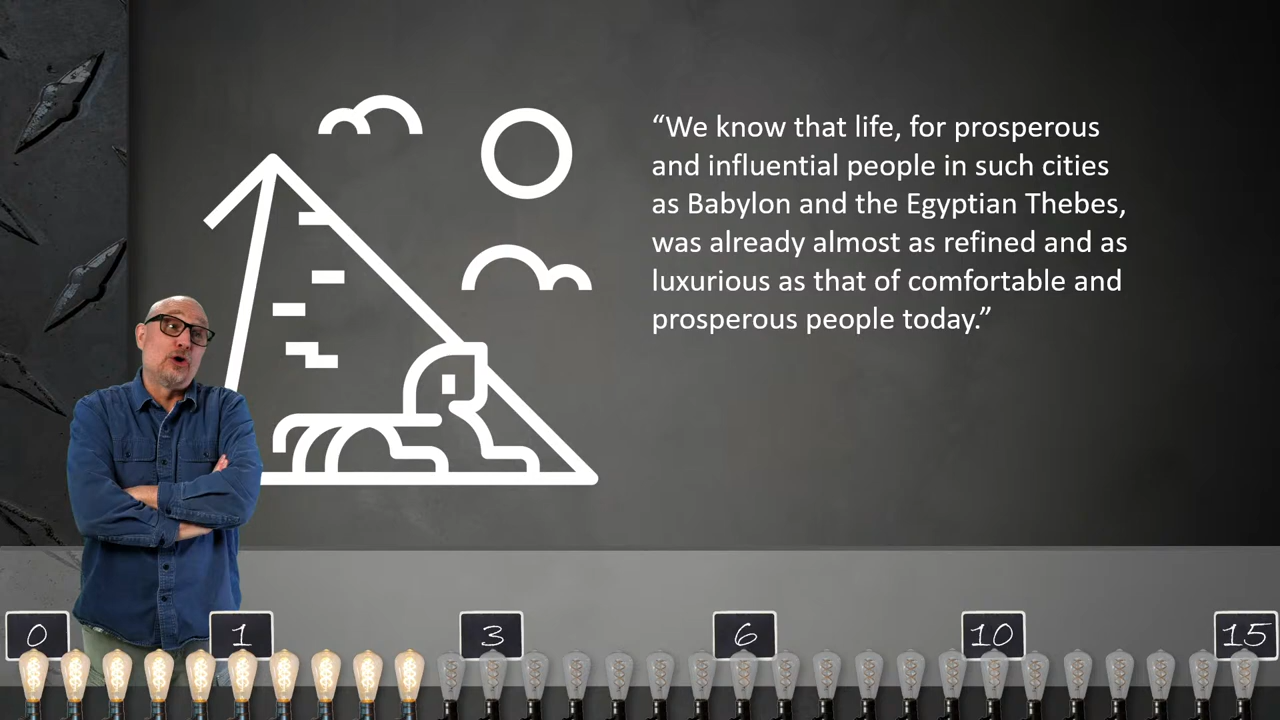 “We know that life, for prosperous
and influential people in such cities
as Babylon and the Egyptian Thebes,
was already almost as refined and as
luxurious as that of comfortable and
prosperous people today.”
0
1
3
6
10
15